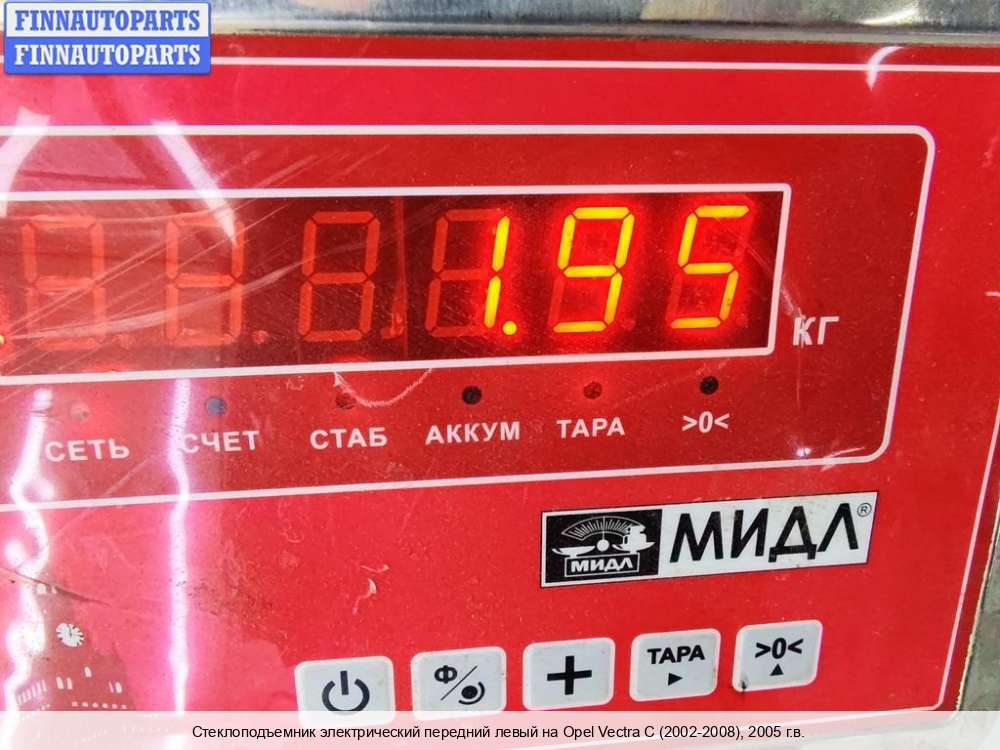 FINNAUTOPARTS
FINNAUTOPARTS
1.95
КГ
СЕТЬ СЧЕТ СТАБ АККУМ ТАРА >0<
МИДЛ МИДЛ®
Ф + ТАРА >0<
Стеклоподъемник электрический передний левый на Opel Vectra C (2002-2008), 2005 г.в.